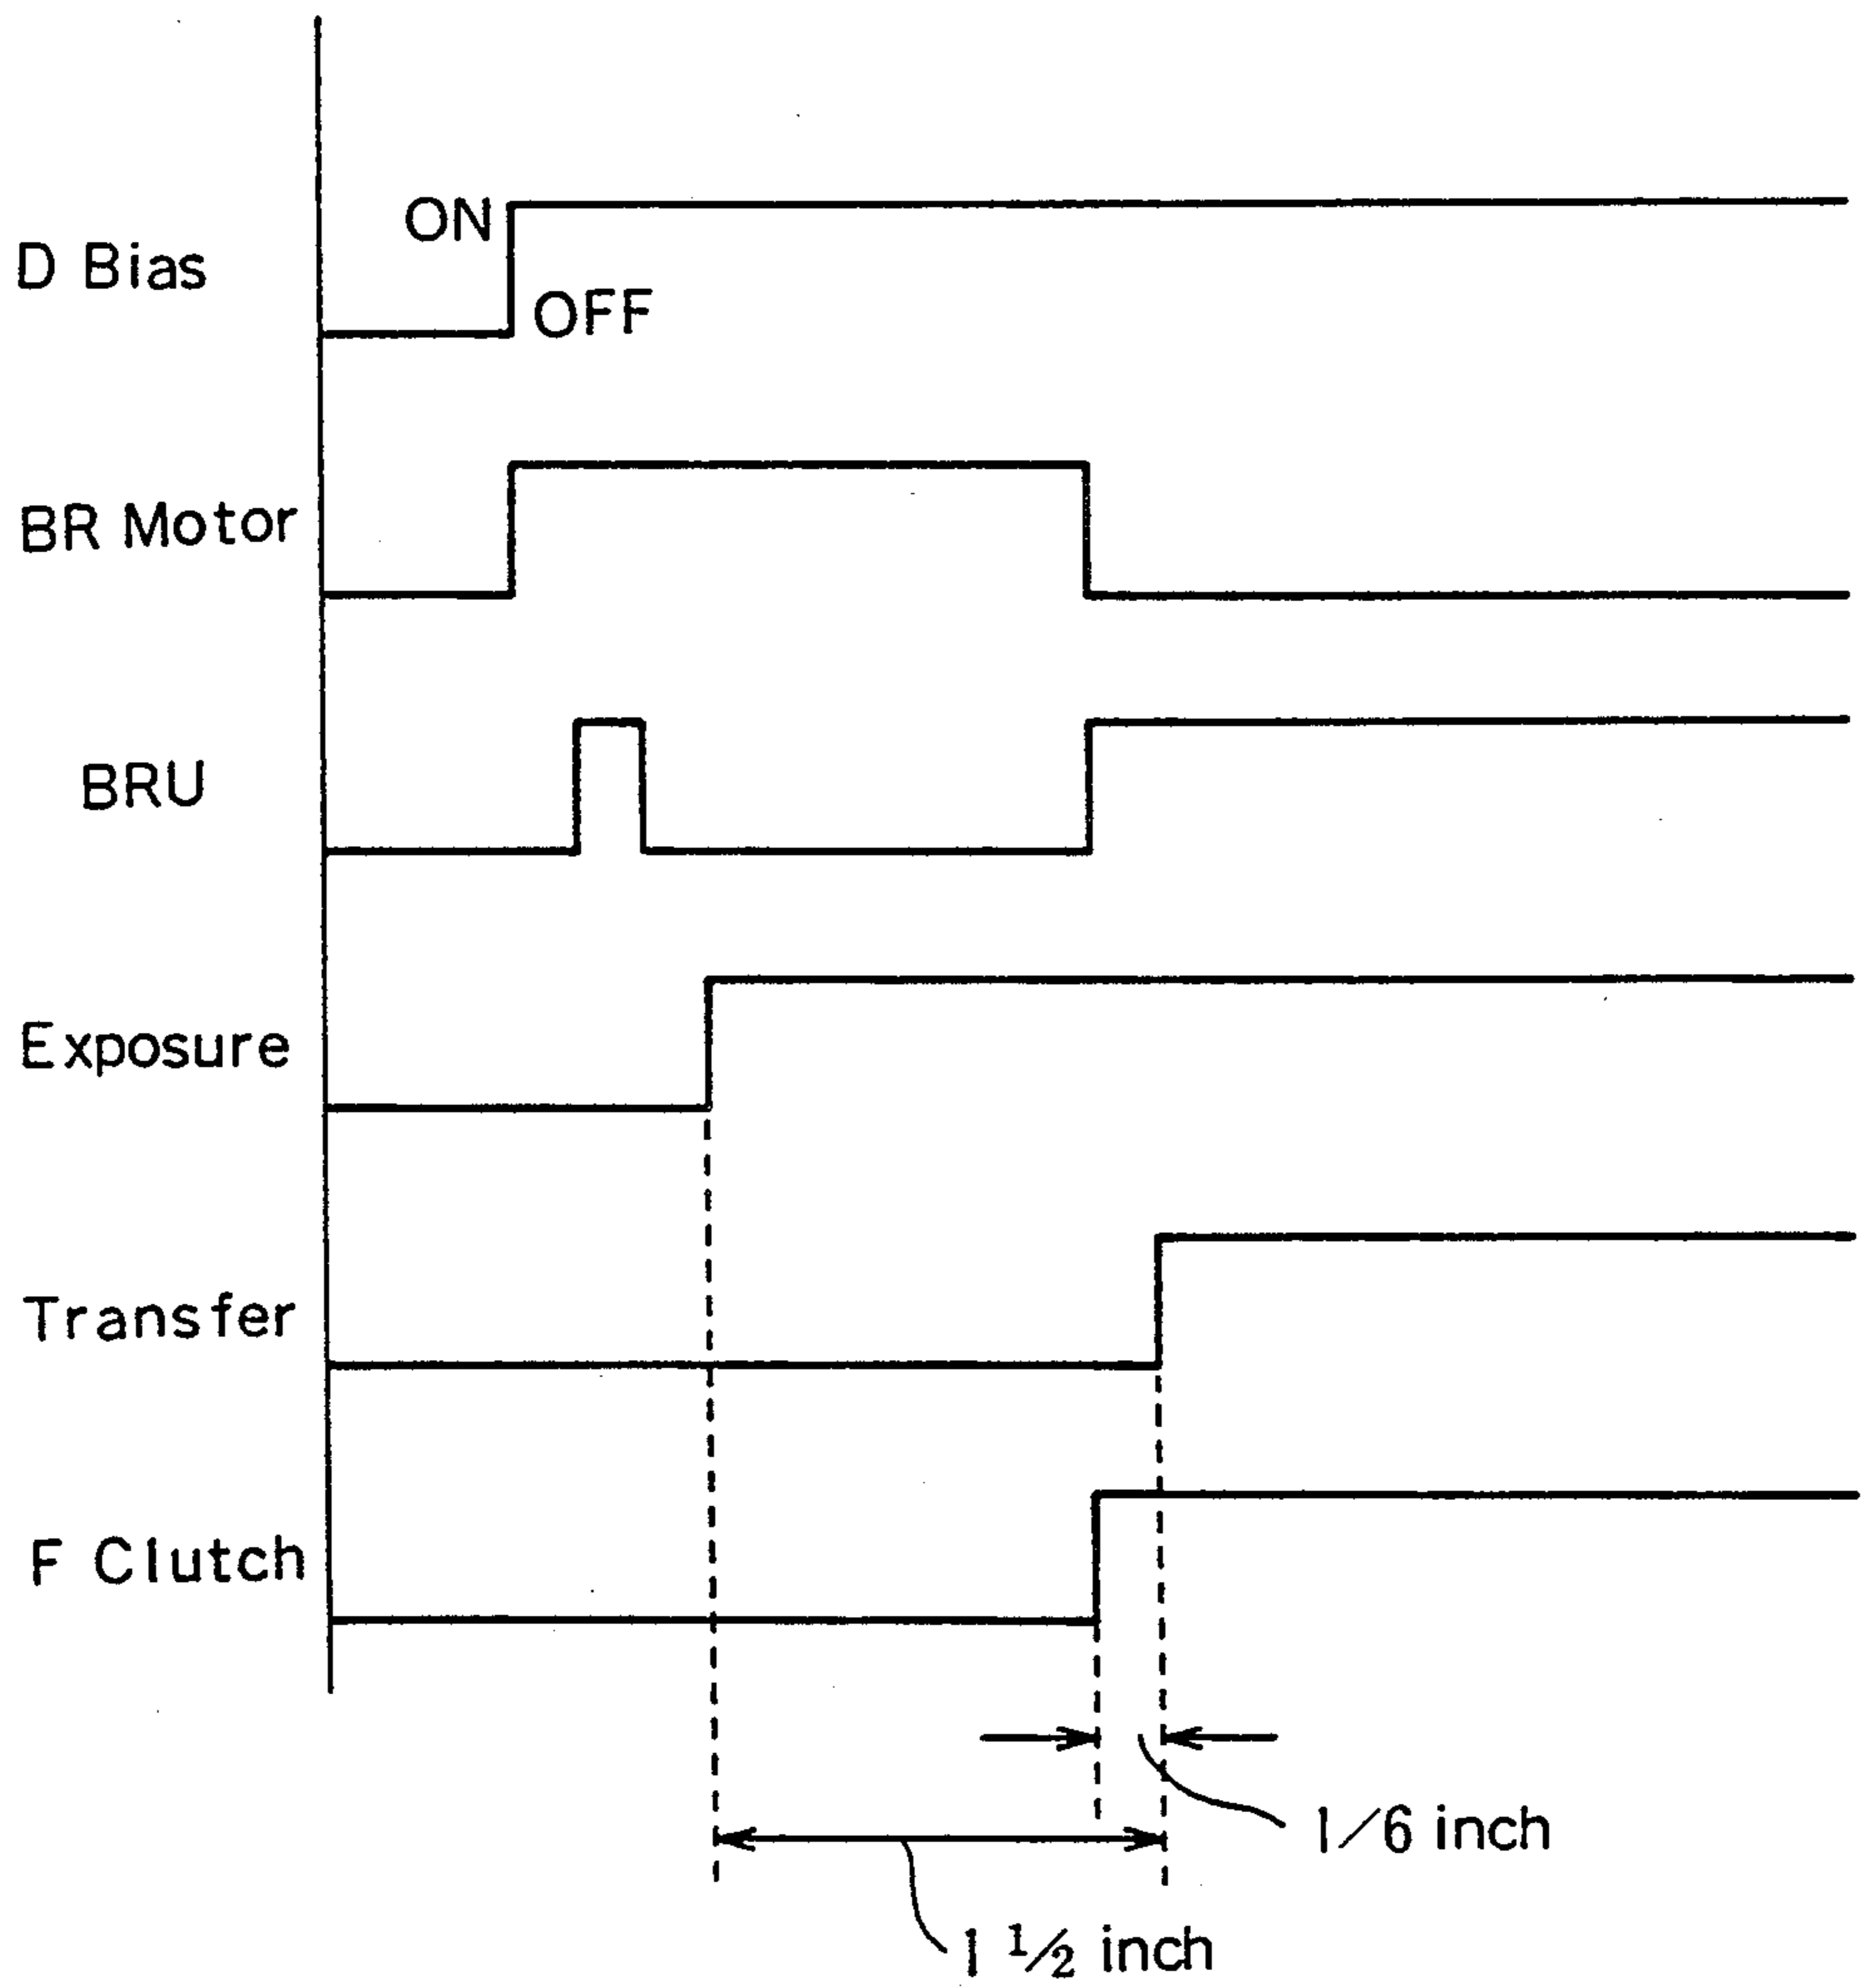 ON
D Bias
OFF
BR Motor
BRU
Exposure
Transfer
F Clutch
1/6 inch
1 ½ inch